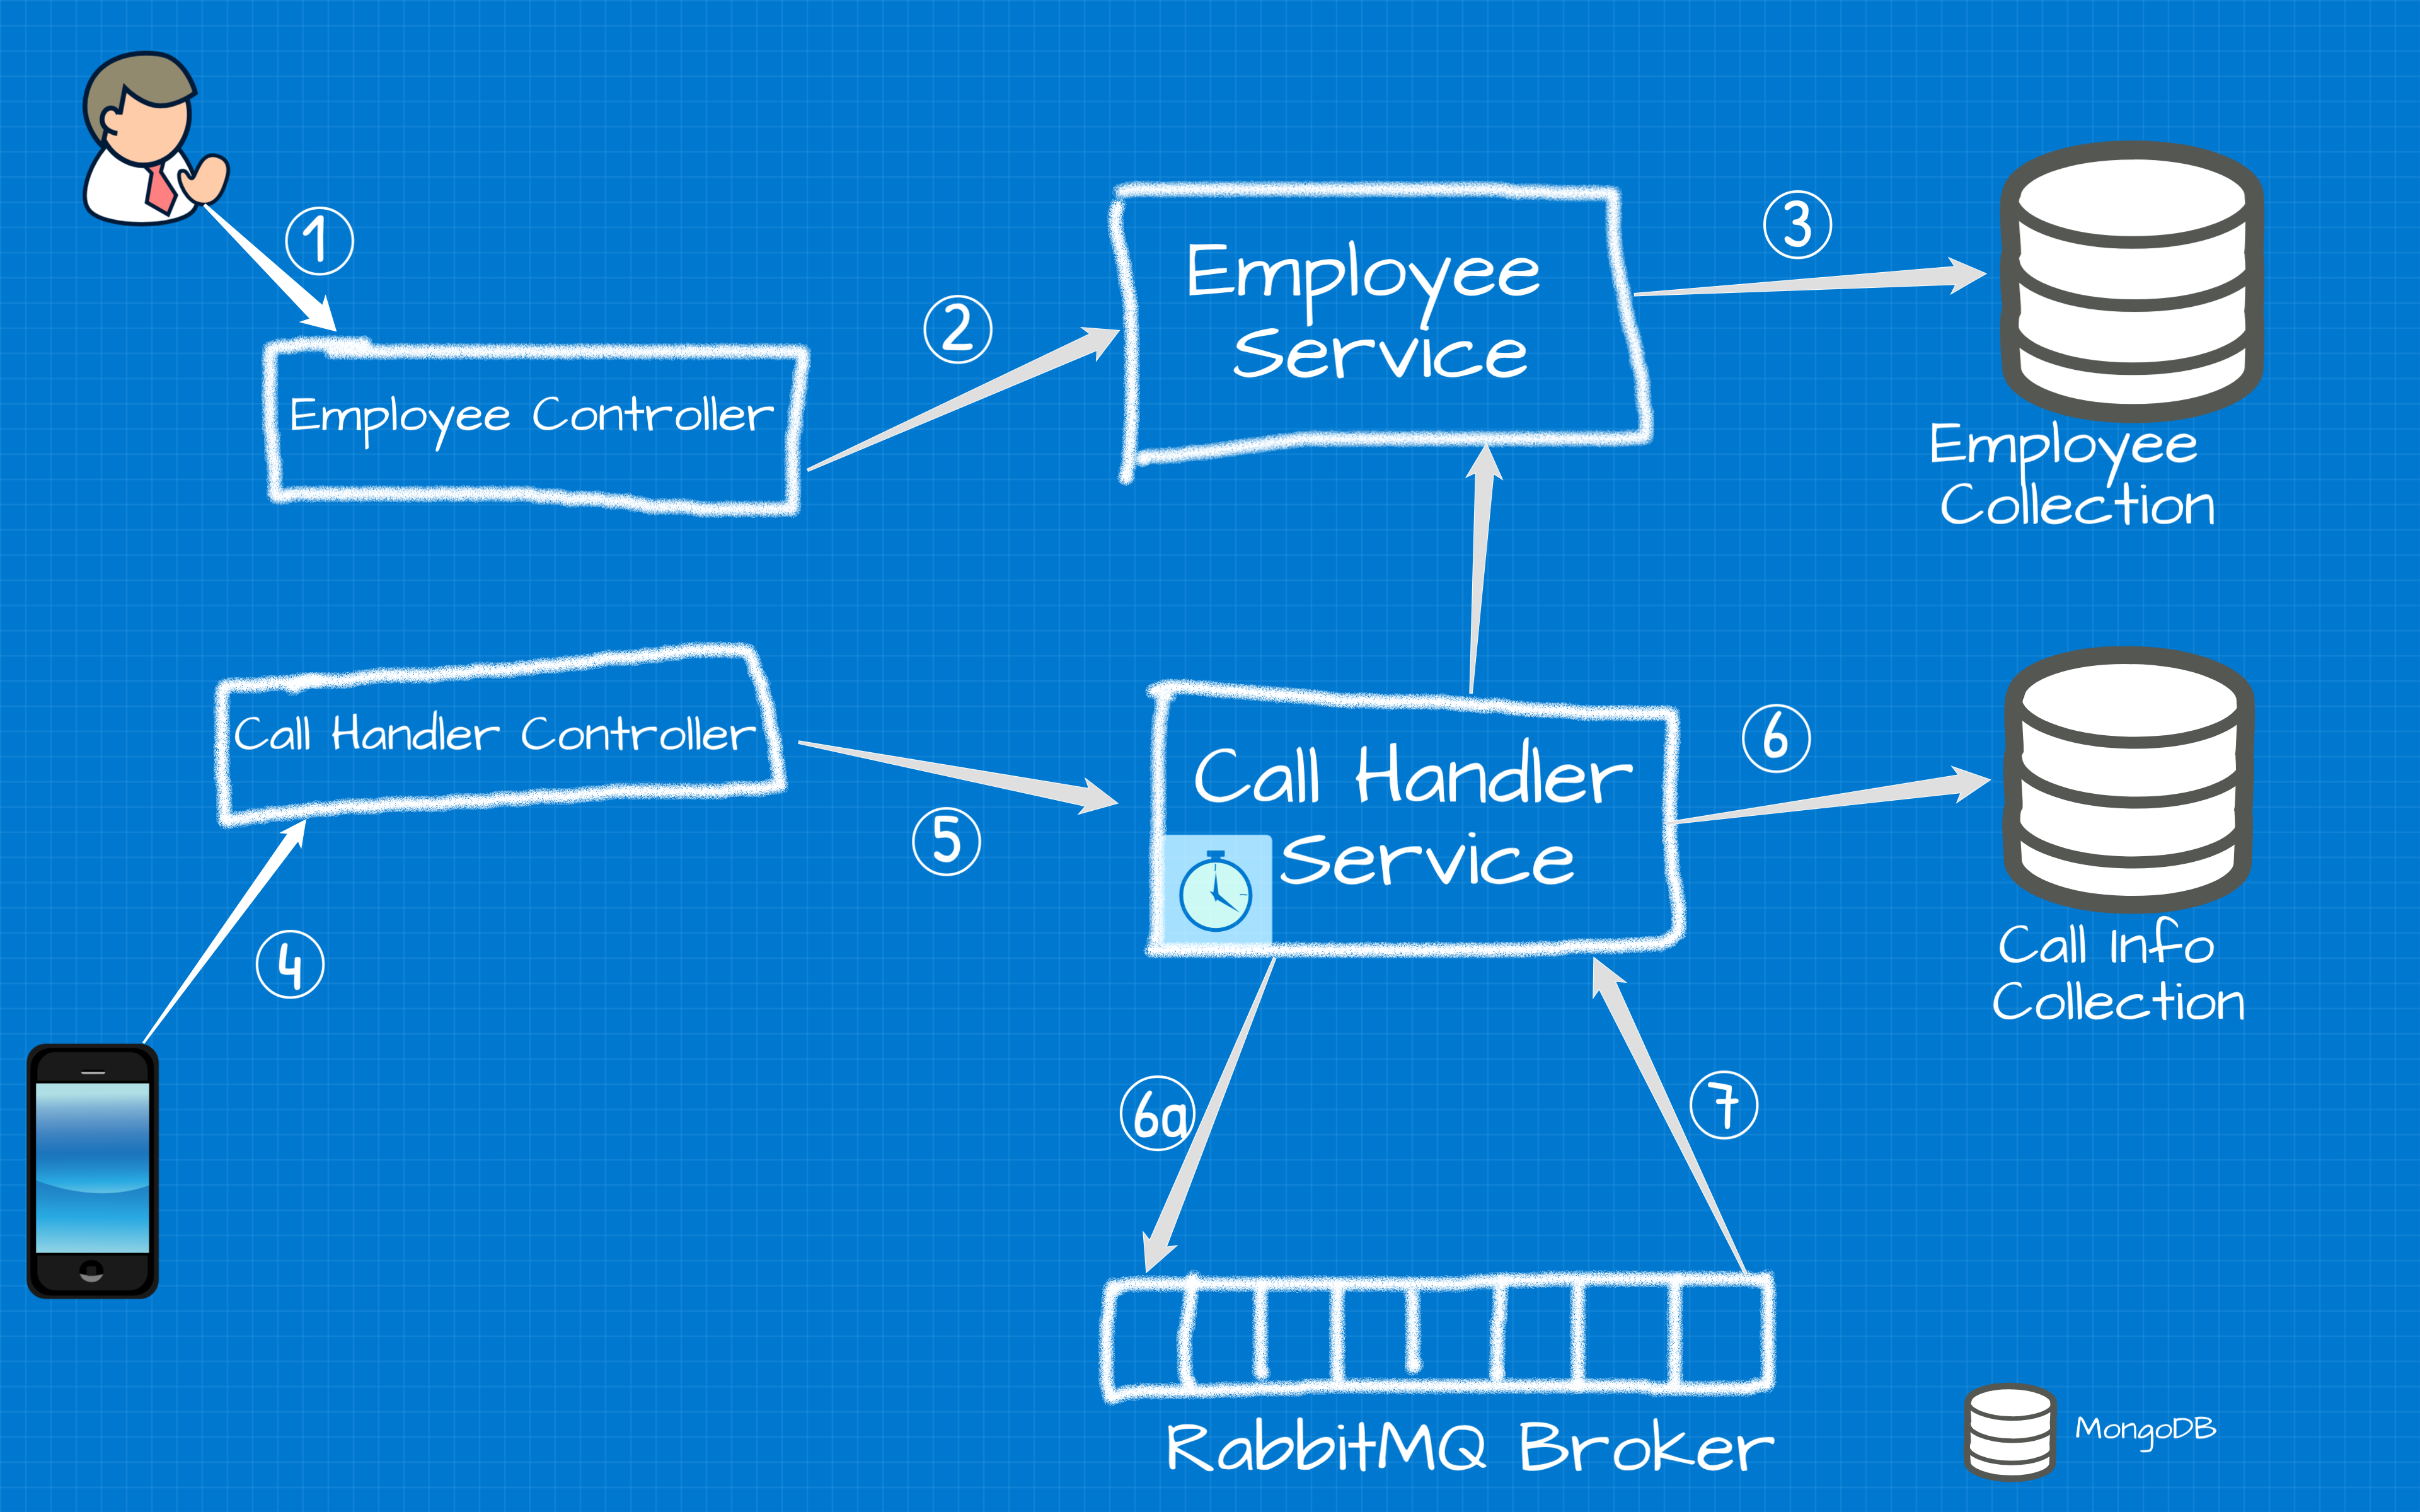 1
2
3
Employee
Service
Employee Controller
Employee
Collection
Call Handler Controller
Call Handler
Service
4
5
6
Call Info
Collection
6a
7
RabbitMQ Broker
MongoDB